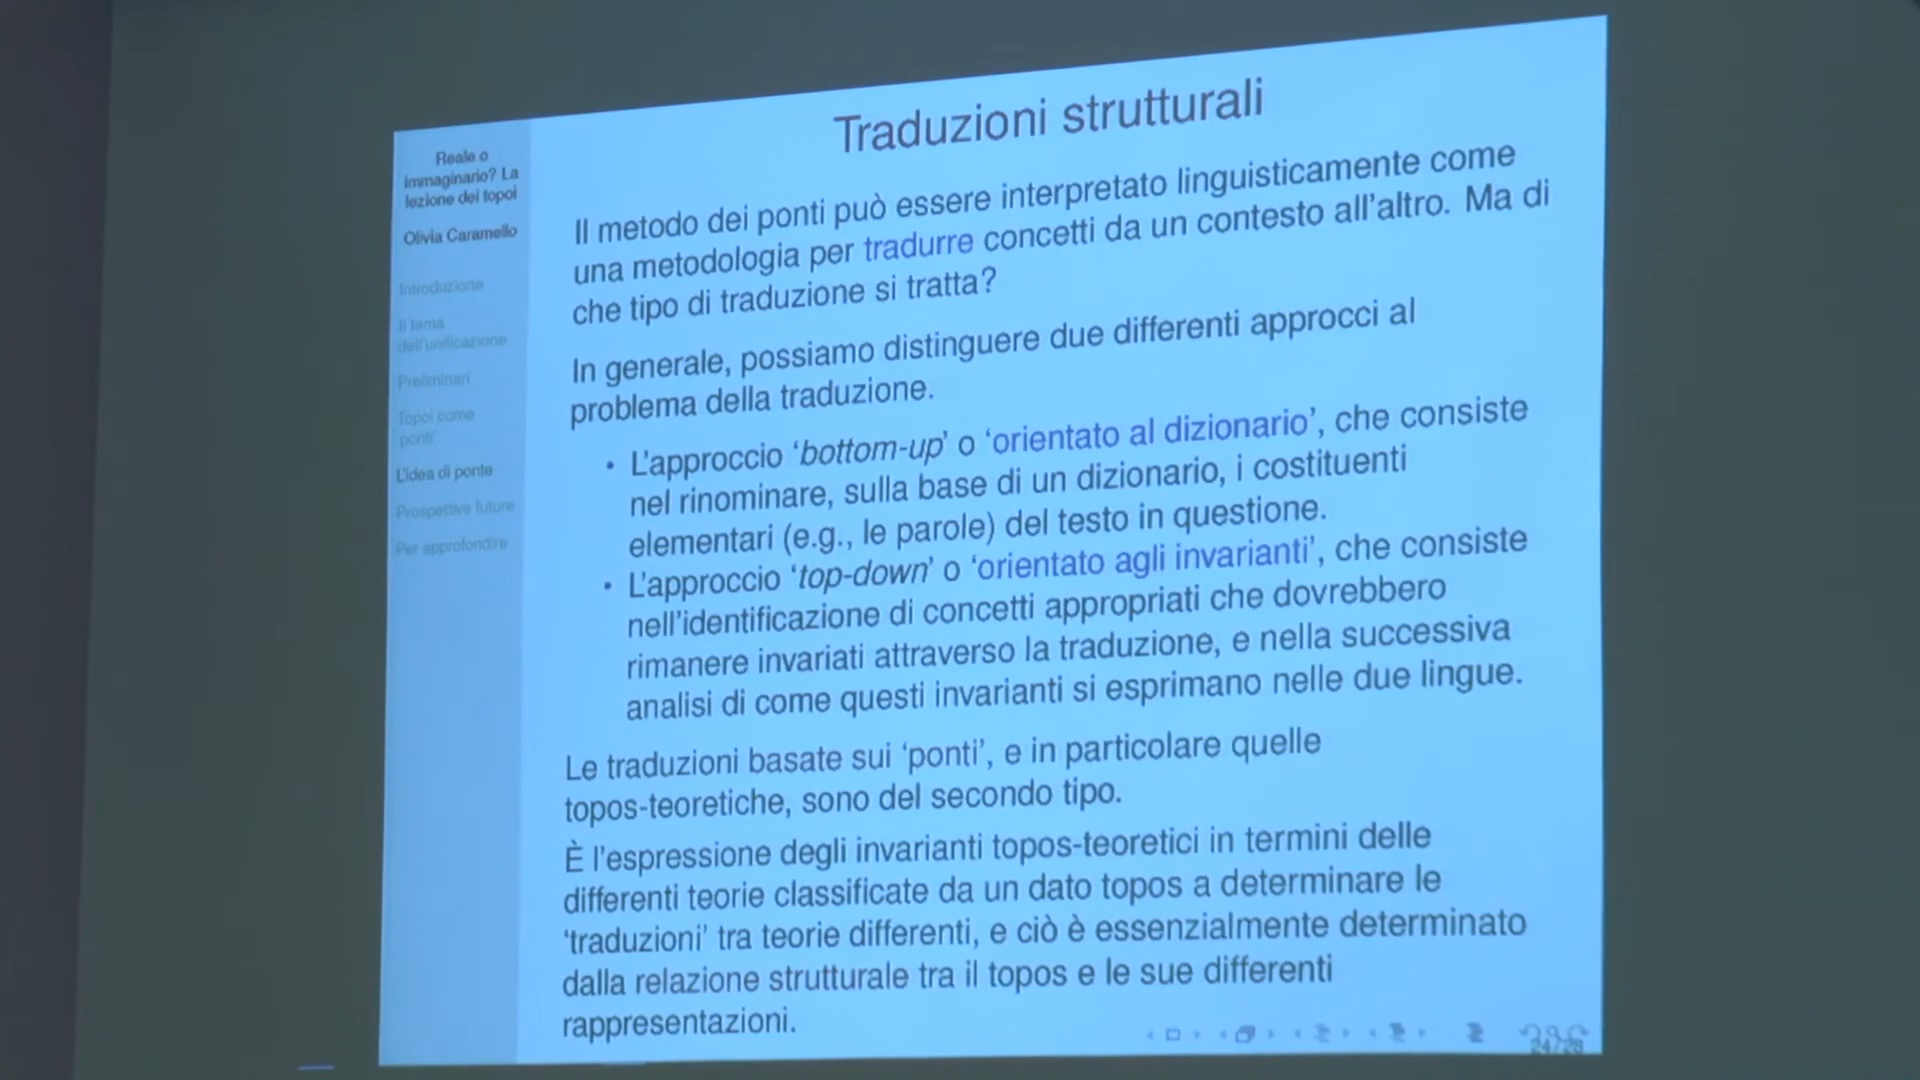 Traduzioni strutturali
Reale o
immaginario? La
lezione dei topoi
Olivia Caramello
Introduzione
Il tema
dell'unificazione
Preliminari
Topoi come
'ponti'
L'idea di ponte
Prospettive future
Per approfondire
Il metodo dei ponti può essere interpretato linguisticamente come
una metodologia per tradurre concetti da un contesto all'altro. Ma di
che tipo di traduzione si tratta?
In generale, possiamo distinguere due differenti approcci al
problema della traduzione.
• L'approccio 'bottom-up' o 'orientato al dizionario', che consiste
nel rinominare, sulla base di un dizionario, i costituenti
elementari (e.g., le parole) del testo in questione.
• L'approccio 'top-down' o 'orientato agli invarianti', che consiste
nell'identificazione di concetti appropriati che dovrebbero
rimanere invariati attraverso la traduzione, e nella successiva
analisi di come questi invarianti si esprimano nelle due lingue.
Le traduzioni basate sui 'ponti', e in particolare quelle
topos-teoretiche, sono del secondo tipo.
È l'espressione degli invarianti topos-teoretici in termini delle
differenti teorie classificate da un dato topos a determinare le
'traduzioni' tra teorie differenti, e ciò è essenzialmente determinato
dalla relazione strutturale tra il topos e le sue differenti
rappresentazioni.
24/28